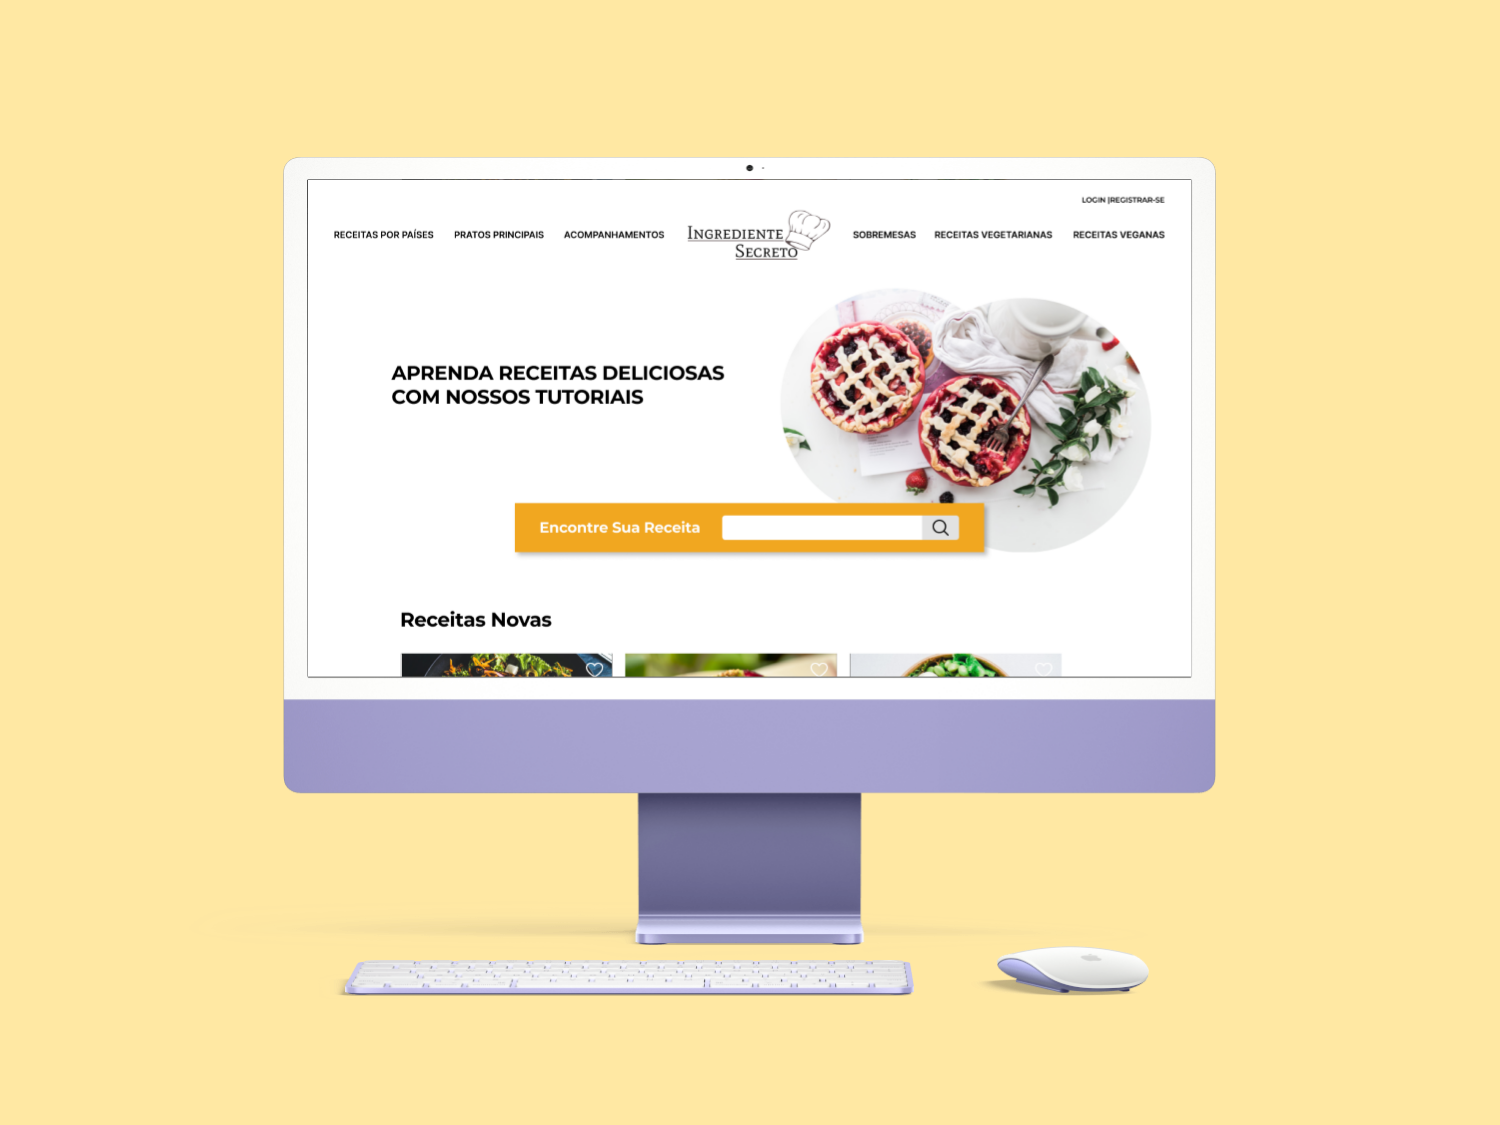 LOGIN |REGISTRAR-SE
RECEITAS POR PAÍSES
PRATOS PRINCIPAIS
ACOMPANHAMENTOS
INGREDIENTE
SECRETO
SOBREMESAS
RECEITAS VEGETARIANAS
RECEITAS VEGANAS
APRENDA RECEITAS DELICIOSAS
COM NOSSOS TUTORIAIS
Encontre Sua Receita
Receitas Novas